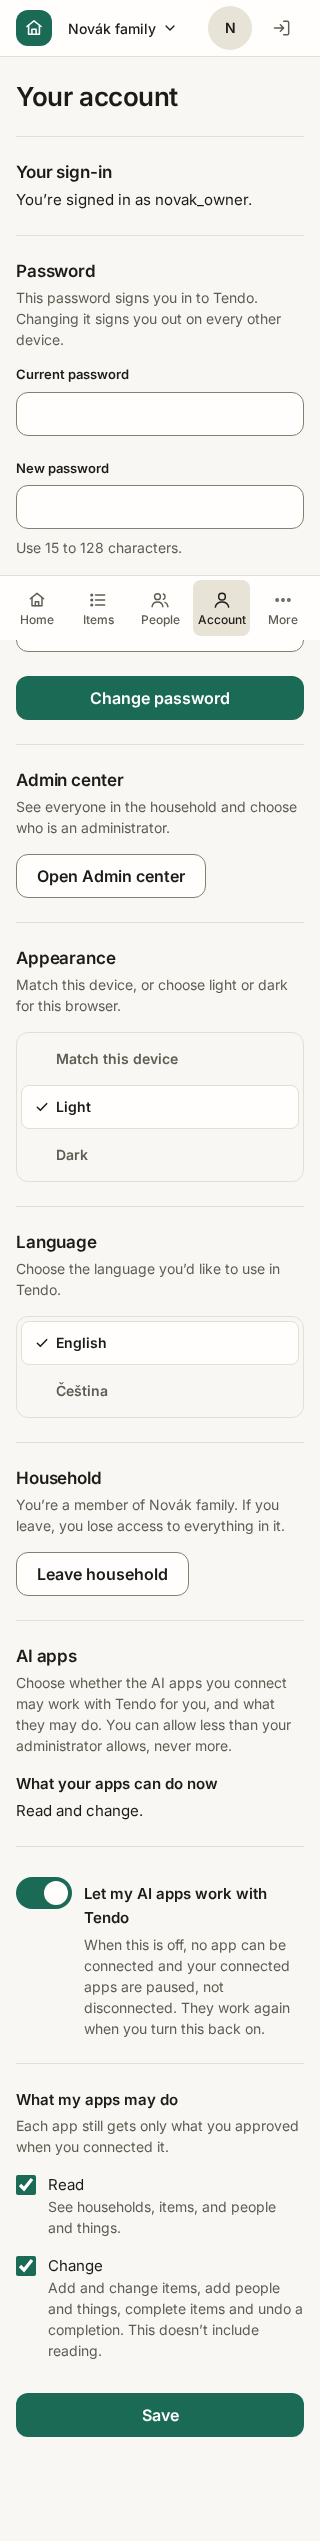 Novák family
N
Your account
Your sign-in
You’re signed in as novak_owner.
Password
This password signs you in to Tendo.
Changing it signs you out on every other
device.
Current password
New password
Use 15 to 128 characters.
Home
Items
People
Account
More
Change password
Admin center
See everyone in the household and choose
who is an administrator.
Open Admin center
Appearance
Match this device, or choose light or dark
for this browser.
Match this device
Light
Dark
Language
Choose the language you’d like to use in
Tendo.
English
Čeština
Household
You’re a member of Novák family. If you
leave, you lose access to everything in it.
Leave household
AI apps
Choose whether the AI apps you connect
may work with Tendo for you, and what
they may do. You can allow less than your
administrator allows, never more.
What your apps can do now
Read and change.
Let my AI apps work with
Tendo
When this is off, no app can be
connected and your connected
apps are paused, not
disconnected. They work again
when you turn this back on.
What my apps may do
Each app still gets only what you approved
when you connected it.
Read
See households, items, and people
and things.
Change
Add and change items, add people
and things, complete items and undo a
completion. This doesn’t include
reading.
Save